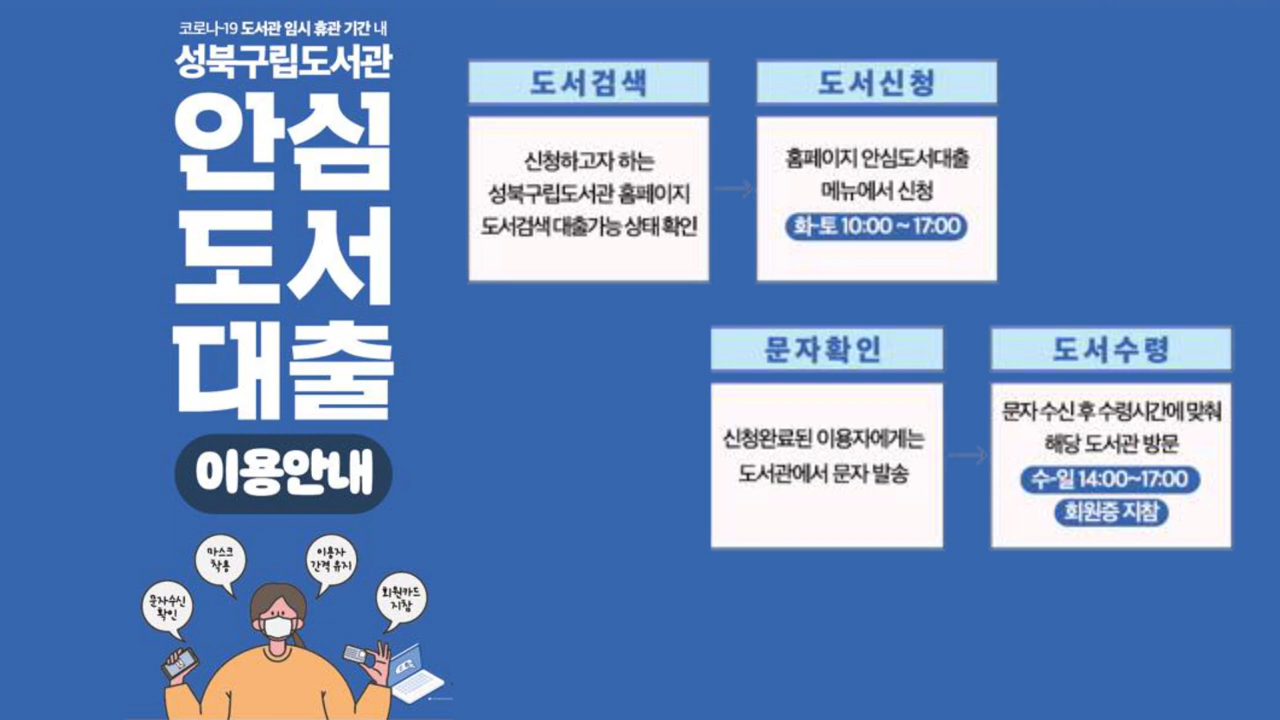 코로나-19 도서관 임시 휴관 기간 내
성북구립도서관
안심
도서
대출
이용안내
마스크
착용
이용자
간격 유지
문자수신
확인
회원카드
지참
도서검색
신청하고자 하는
성북구립도서관 홈페이지
도서검색 대출가능 상태 확인
도서신청
홈페이지 안심도서대출
메뉴에서 신청
화-토 10:00 ~ 17:00
문자확인
신청완료된 이용자에게는
도서관에서 문자 발송
도서수령
문자 수신 후 수령시간에 맞춰
해당 도서관 방문
수-일 14:00~17:00
회원증 지참